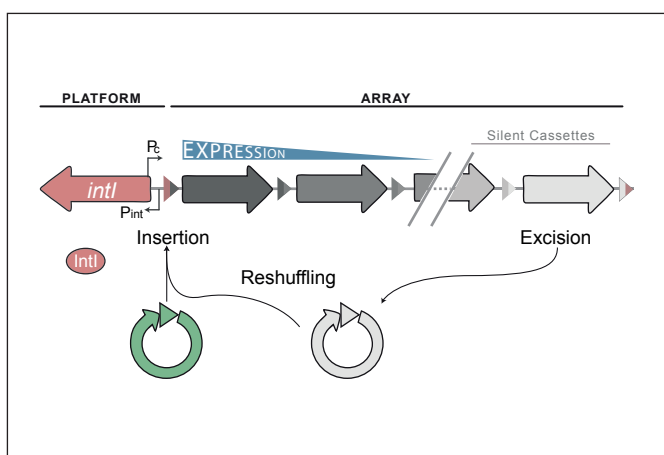 PLATFORM ARRAY
Silent Cassettes
Pc EXPRESSION
intI
Pint
Insertion Excision
IntI
Reshuffling